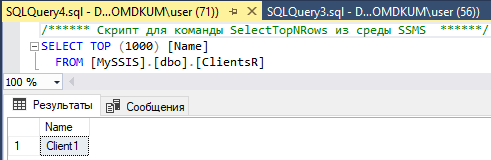 SQLQuery4.sql - D...OMDKUM\user (71))
SQLQuery3.sql - D...OMDKUM\user (56))
/****** Скрипт для команды SelectTopNRows из среды SSMS ******/
SELECT TOP (1000) [Name]
FROM [MySSIS].[dbo].[ClientsR]
100 %
Результаты
Сообщения
Name
1 Client1